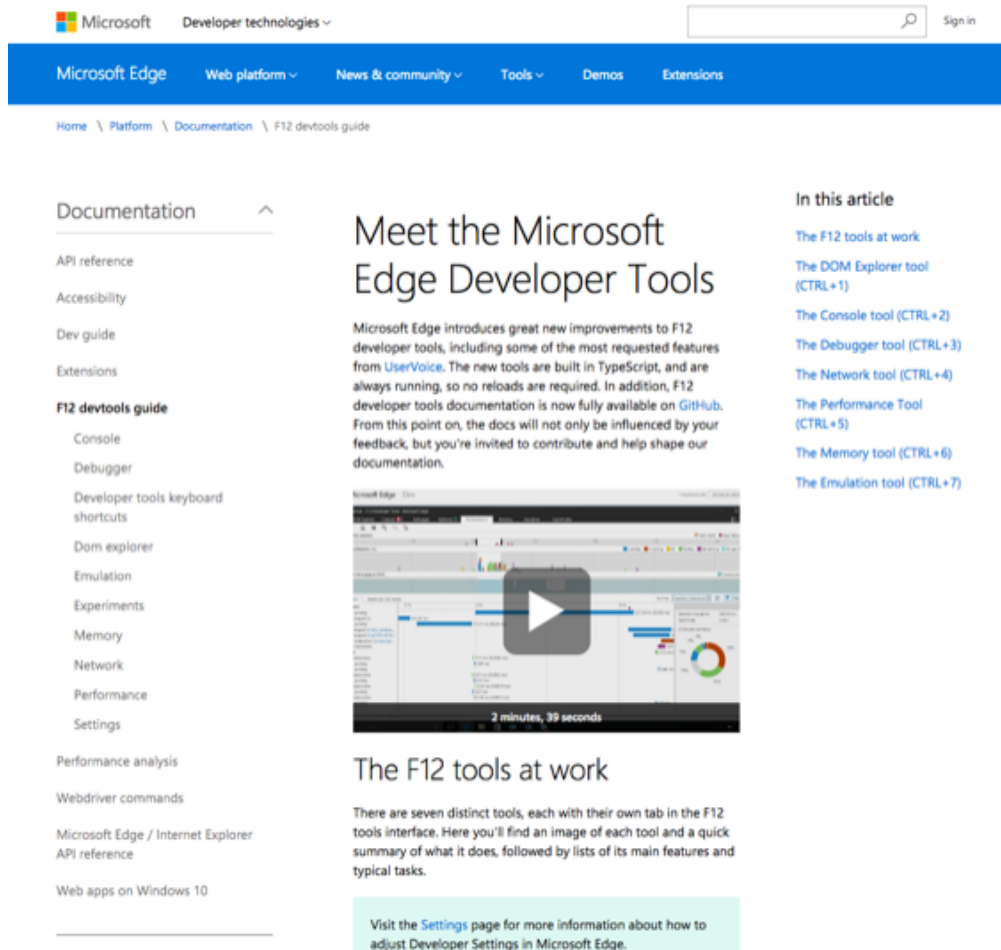 Microsoft Developer technologies Sign in
Microsoft Edge Web platform News & community Tools Demos Extensions
Home \ Platform \ Documentation \ F12 devtools guide
Documentation
API reference
Accessibility
Dev guide
Extensions
F12 devtools guide
Console
Debugger
Developer tools keyboard
shortcuts
Dom explorer
Emulation
Experiments
Memory
Network
Performance
Settings
Performance analysis
Webdriver commands
Microsoft Edge / Internet Explorer
API reference
Web apps on Windows 10
Meet the Microsoft
Edge Developer Tools
Microsoft Edge introduces great new improvements to F12
developer tools, including some of the most requested features
from UserVoice. The new tools are built in TypeScript, and are
always running, so no reloads are required. In addition, F12
developer tools documentation is now fully available on GitHub.
From this point on, the docs will not only be influenced by your
feedback, but you're invited to contribute and help shape our
documentation.
2 minutes, 39 seconds
The F12 tools at work
There are seven distinct tools, each with their own tab in the F12
tools interface. Here you'll find an image of each tool and a quick
summary of what it does, followed by lists of its main features and
typical tasks.
Visit the Settings page for more information about how to
adjust Developer Settings in Microsoft Edge.
In this article
The F12 tools at work
The DOM Explorer tool
(CTRL+1)
The Console tool (CTRL+2)
The Debugger tool (CTRL+3)
The Network tool (CTRL+4)
The Performance Tool
(CTRL+5)
The Memory tool (CTRL+6)
The Emulation tool (CTRL+7)